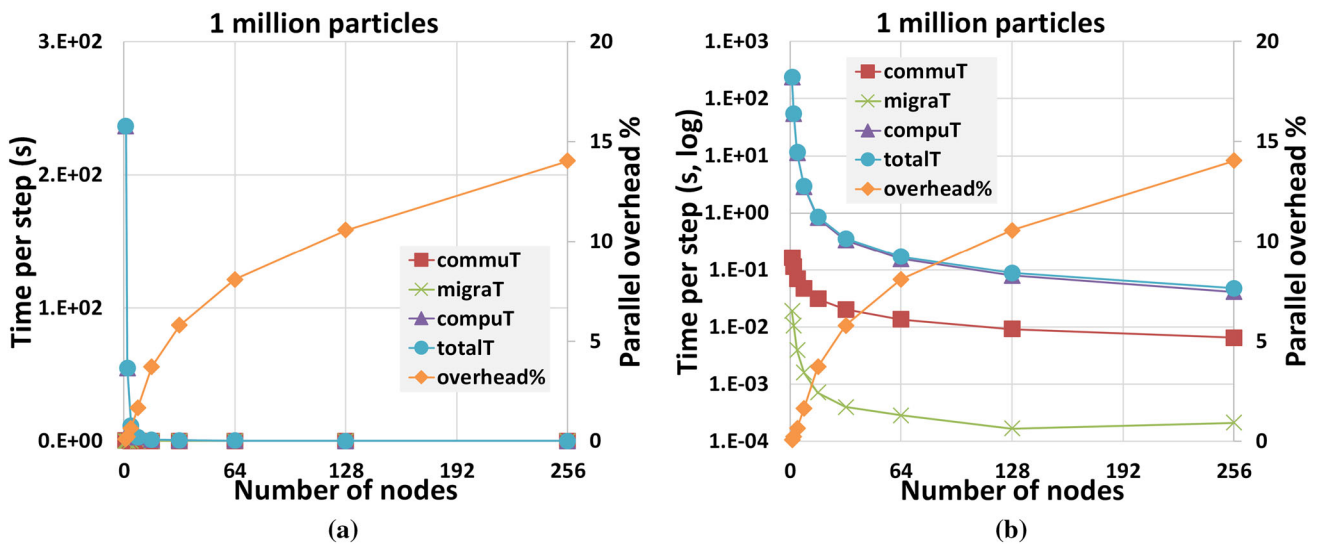 1 million particles
3.E+02
2.E+02
1.E+02
0.E+00
Time per step (s)
20
15
10
5
0
Parallel overhead %
commuT
migraT
compuT
totalT
overhead%
0 64 128 192 256
Number of nodes
(a)
1 million particles
1.E+03
1.E+02
1.E+01
1.E+00
1.E-01
1.E-02
1.E-03
1.E-04
Time per step (s, log)
20
15
10
5
0
Parallel overhead %
commuT
migraT
compuT
totalT
overhead%
0 64 128 192 256
Number of nodes
(b)